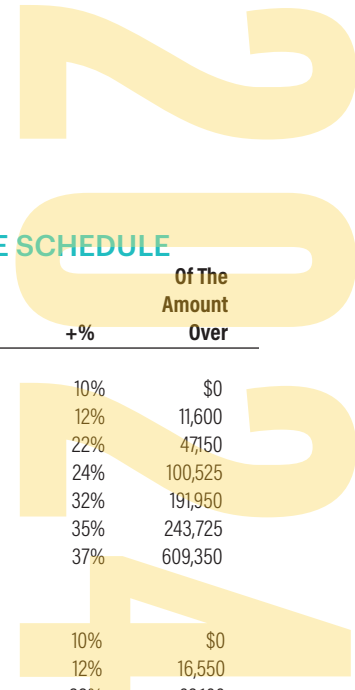 2024
E SCHEDULE
Of The
Amount
+% Over
10% $0
12% 11,600
22% 47,150
24% 100,525
32% 191,950
35% 243,725
37% 609,350
10% $0
12% 16,550